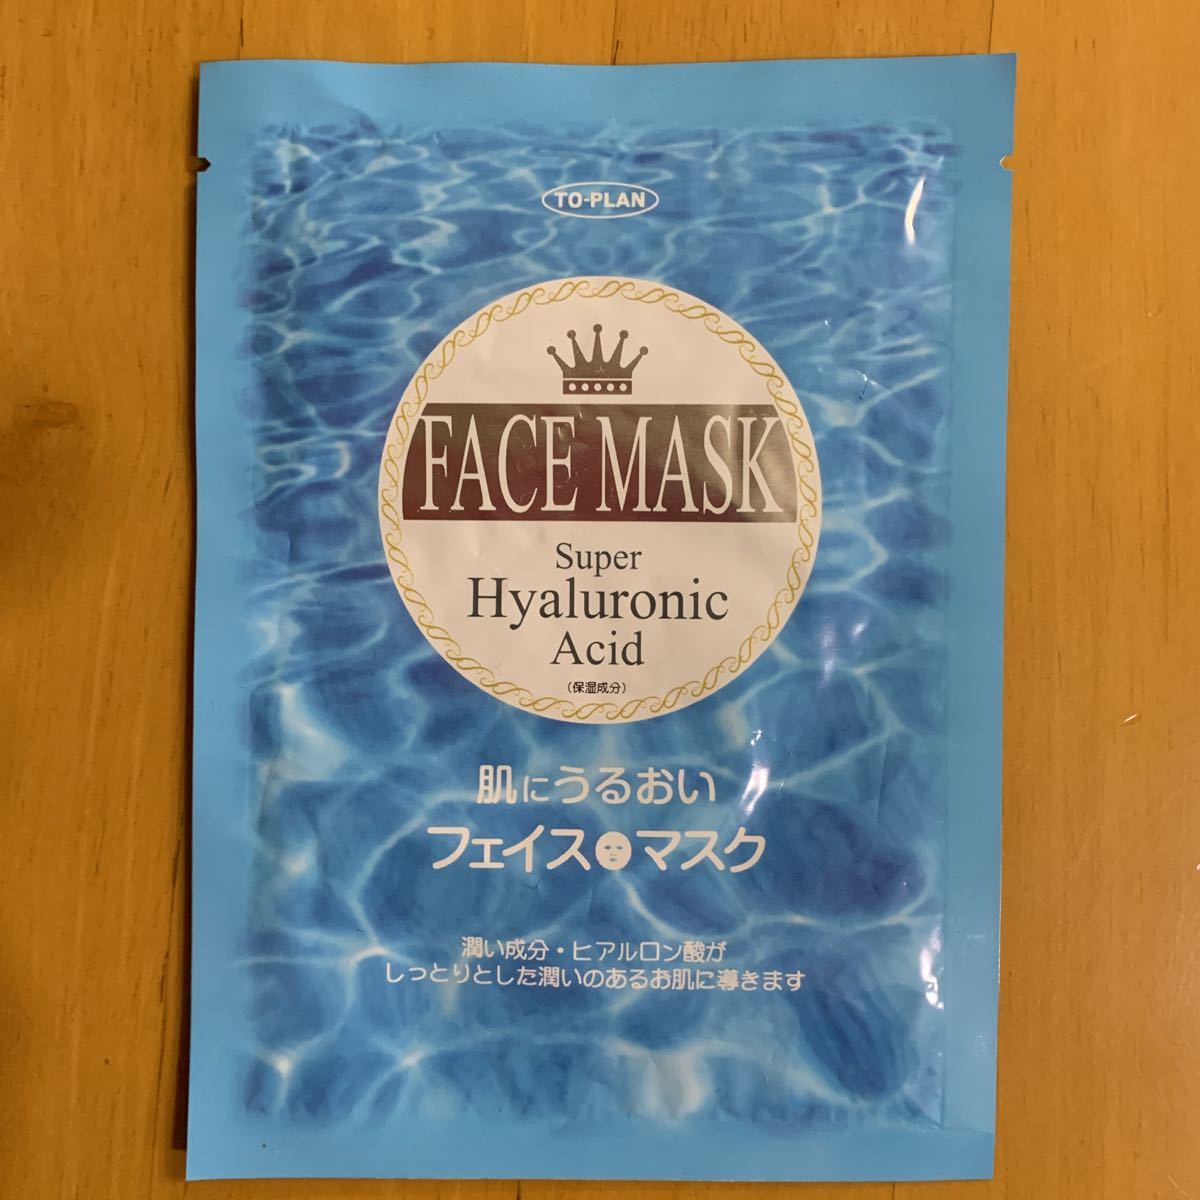 TO-PLAN
FACE MASK
Super
Hyaluronic
Acid
(保湿成分)
肌にうるおい
フェイスマスク
潤い成分・ヒアルロン酸が
しっとりとした潤いのあるお肌に導きます